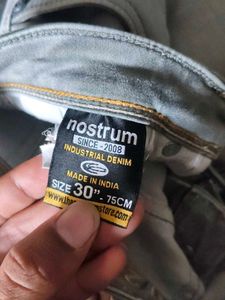 nostrum
SINCE - 2008
INDUSTRIAL DENIM
MADE IN INDIA
SIZE 30" - 75CM